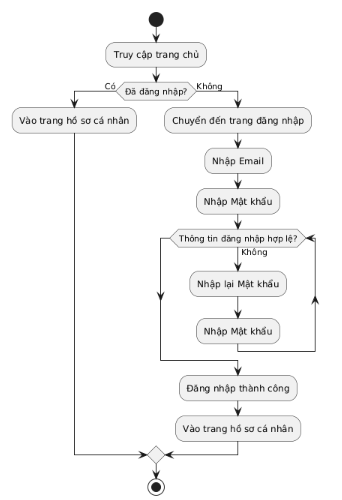 Truy cập trang chủ
Đã đăng nhập?
Có
Không
Vào trang hồ sơ cá nhân
Chuyển đến trang đăng nhập
Nhập Email
Nhập Mật khẩu
Thông tin đăng nhập hợp lệ?
Không
Nhập lại Mật khẩu
Nhập Mật khẩu
Đăng nhập thành công
Vào trang hồ sơ cá nhân